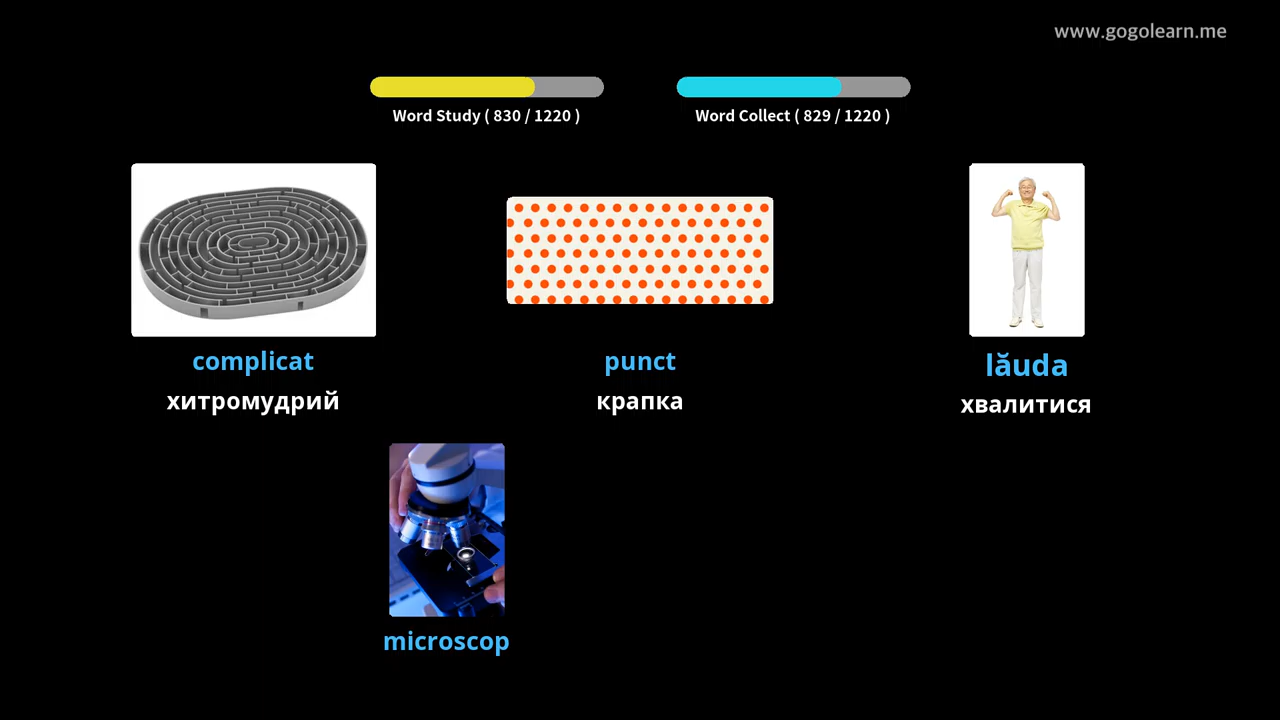 www.gogolearn.me
Word Study ( 830 / 1220 )
Word Collect ( 829 / 1220 )
complicat
хитромудрий
punct
крапка
lăuda
хвалитися
microscop